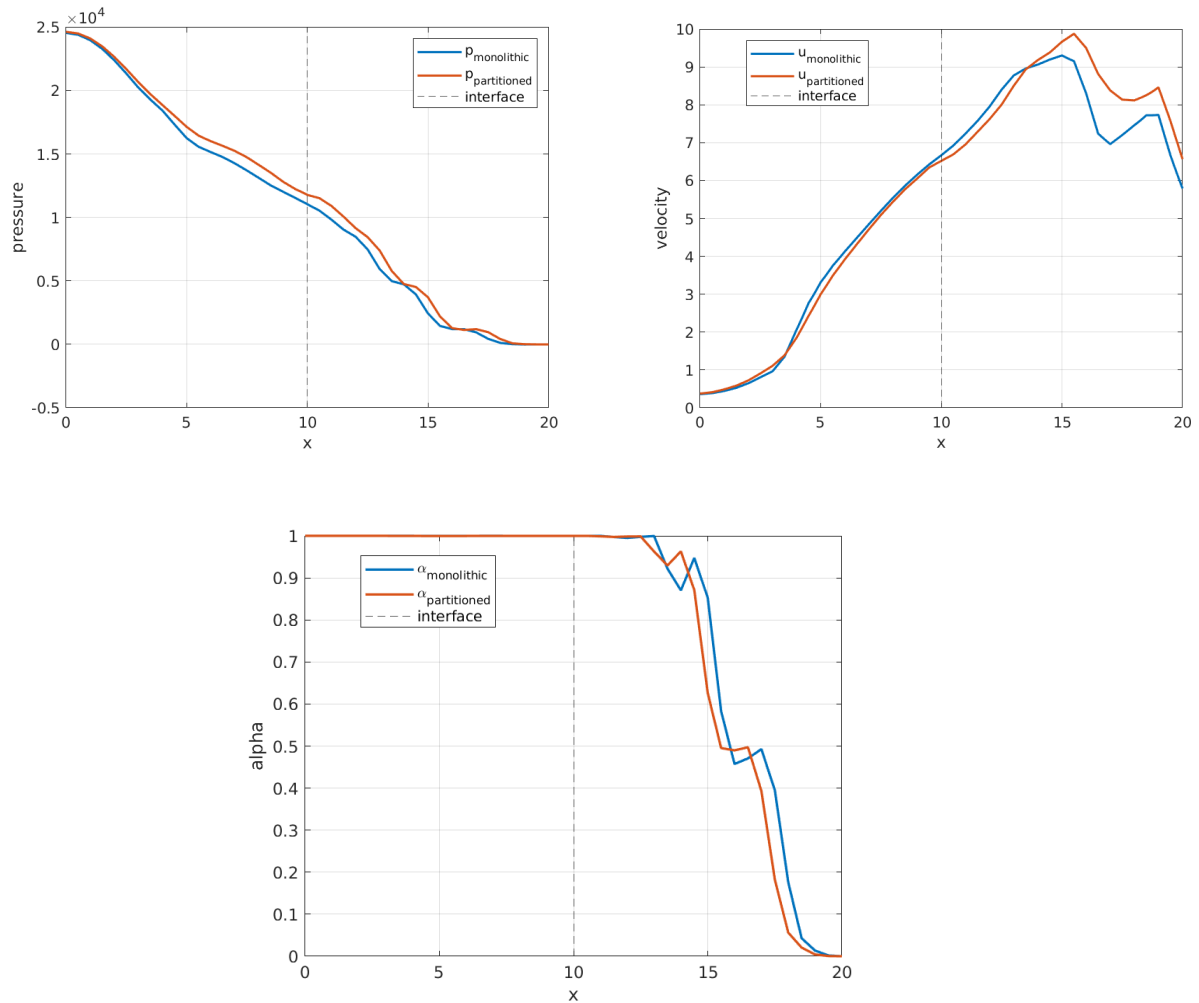 ×10⁴
2.5
2
1.5
1
0.5
0
-0.5
0 5 10 15 20
x
pressure
p_monolithic
p_partitioned
interface
10
9
8
7
6
5
4
3
2
1
0
0 5 10 15 20
x
velocity
u_monolithic
u_partitioned
interface
1
0.9
0.8
0.7
0.6
0.5
0.4
0.3
0.2
0.1
0
0 5 10 15 20
x
alpha
α_monolithic
α_partitioned
interface